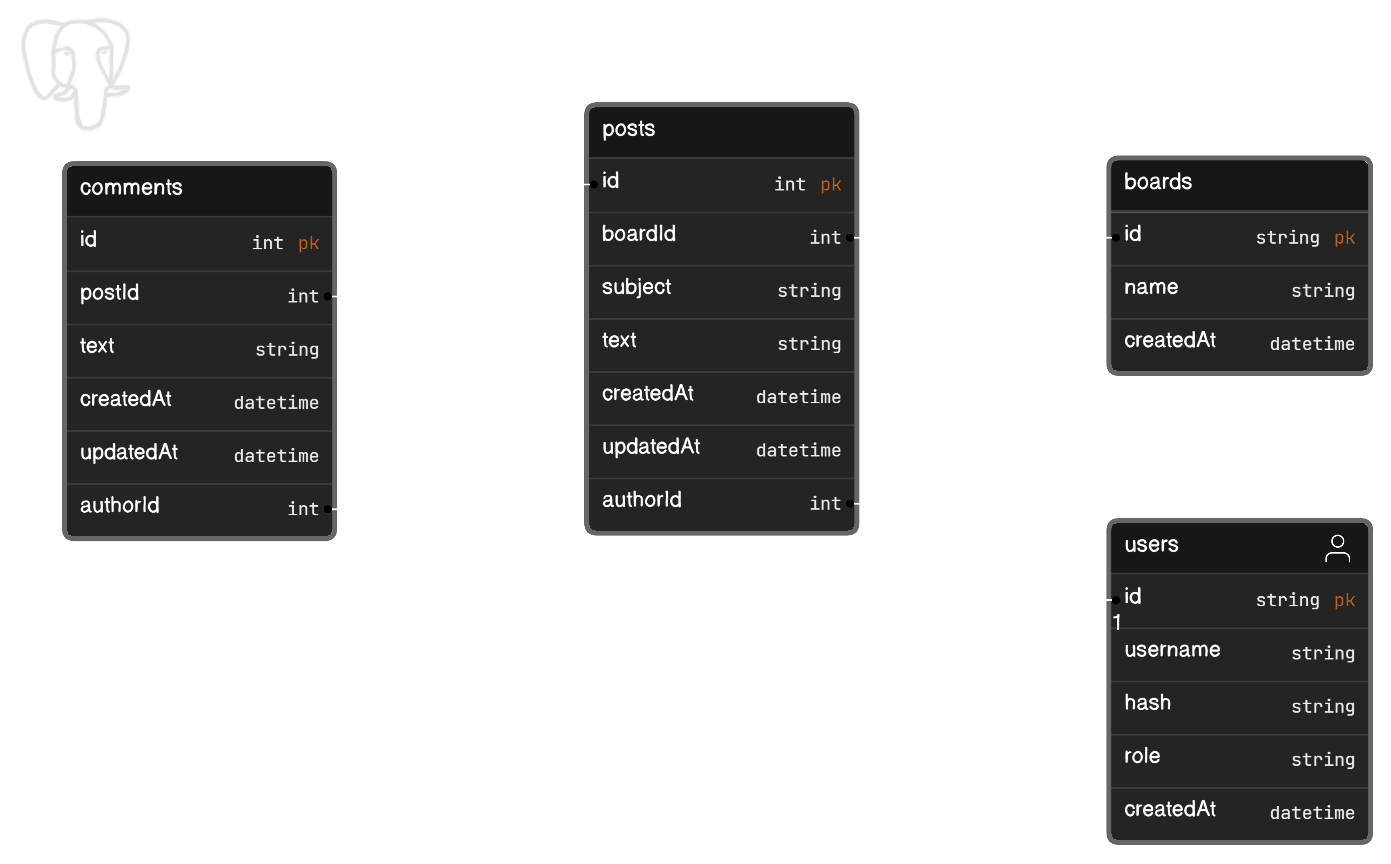 comments
id int pk
postId int
text string
createdAt datetime
updatedAt datetime
authorId int
posts
id int pk
boardId int
subject string
text string
createdAt datetime
updatedAt datetime
authorId int
boards
id string pk
name string
createdAt datetime
users
id string pk
1
username string
hash string
role string
createdAt datetime